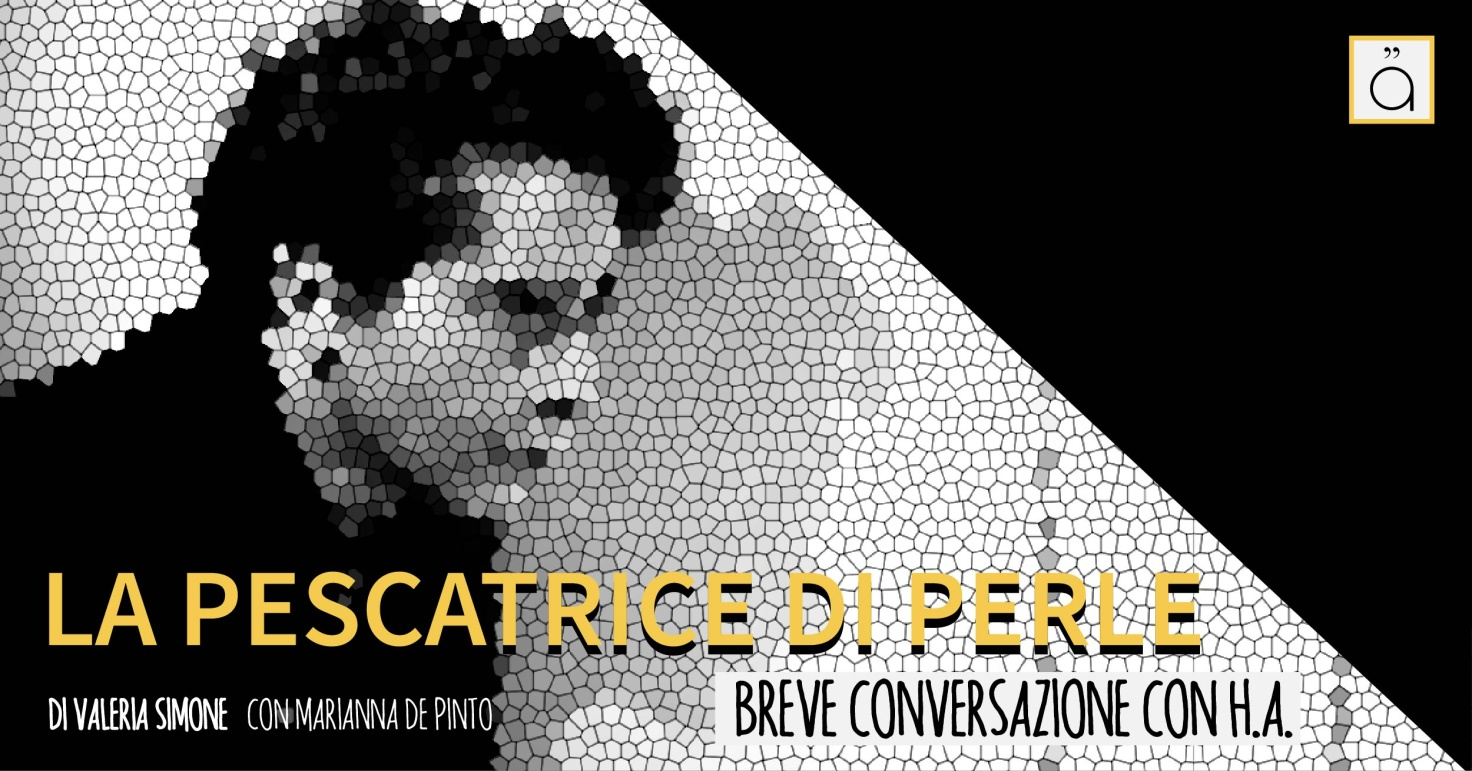 ”a
LA PESCATRICE DI PERLE
BREVE CONVERSAZIONE CON H.A.
DI VALERIA SIMONE CON MARIANNA DE PINTO